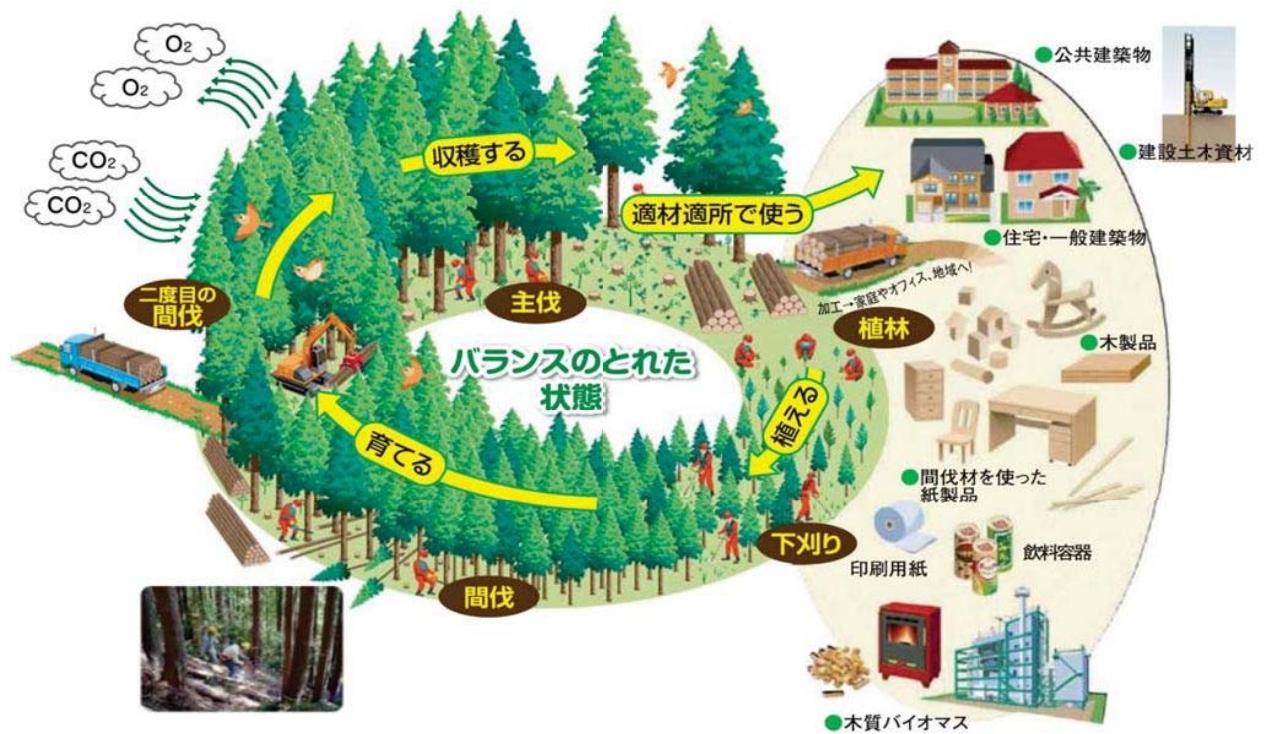 O₂
O₂
CO₂
CO₂
収穫する
適材適所で使う
二度目の
間伐
主伐
植林
バランスのとれた
状態
植える
育てる
下刈り
間伐
加工→家庭やオフィス、地域へ!
●公共建築物
●建設土木資材
●住宅・一般建築物
●木製品
●間伐材を使った
紙製品
印刷用紙
飲料容器
●木質バイオマス